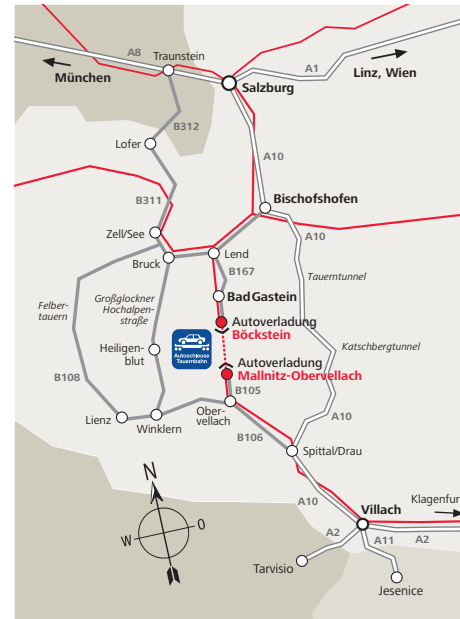 A8
Traunstein
München
A1
Linz, Wien
Salzburg
B312
A10
Lofer
B311
Bischofshofen
Zell/See
A10
Lend
Bruck
B167
Tauerntunnel
Felber-
tauern
Großglockner
Hochalpen-
straße
Bad Gastein
Autoverladung
Böckstein
Autoschleuse
Tauernbahn
Katschbergtunnel
Heiligen-
blut
Autoverladung
Mallnitz-Obervellach
B108
B105
Ober-
vellach
A10
Lienz
Winklern
B106
Spittal/Drau
N
A10
Klagenfur
Villach
W
O
A2
A11
A2
Tarvisio
Jesenice